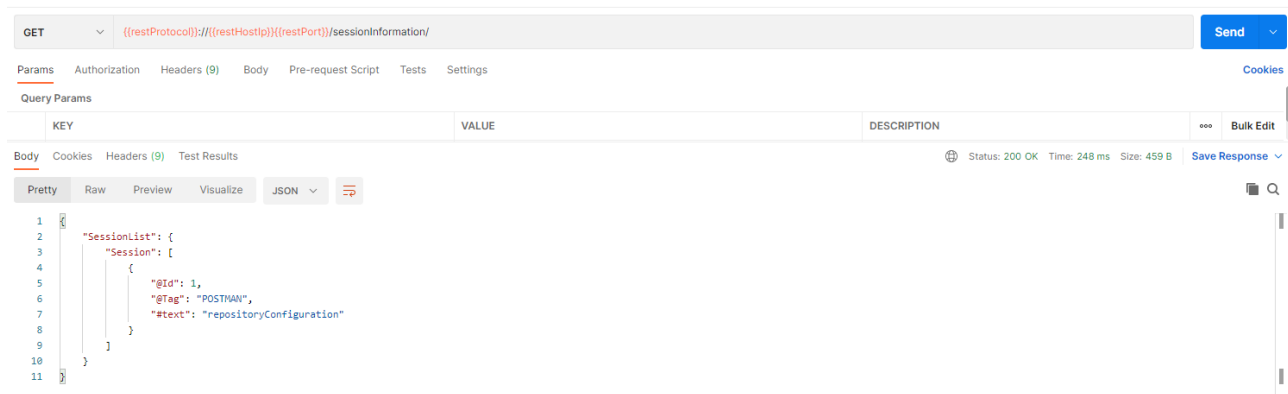 GET {{restProtocol}}://{{restHostIp}}{{restPort}}/sessionInformation/ Send
Params Authorization Headers (9) Body Pre-request Script Tests Settings Cookies
Query Params
KEY VALUE DESCRIPTION ooo Bulk Edit
Body Cookies Headers (9) Test Results Status: 200 OK Time: 248 ms Size: 459 B Save Response
Pretty Raw Preview Visualize JSON
1 {
2 "SessionList": {
3 "Session": [
4 {
5 "@Id": 1,
6 "@Tag": "POSTMAN",
7 "#text": "repositoryConfiguration"
8 }
9 ]
10 }
11 }